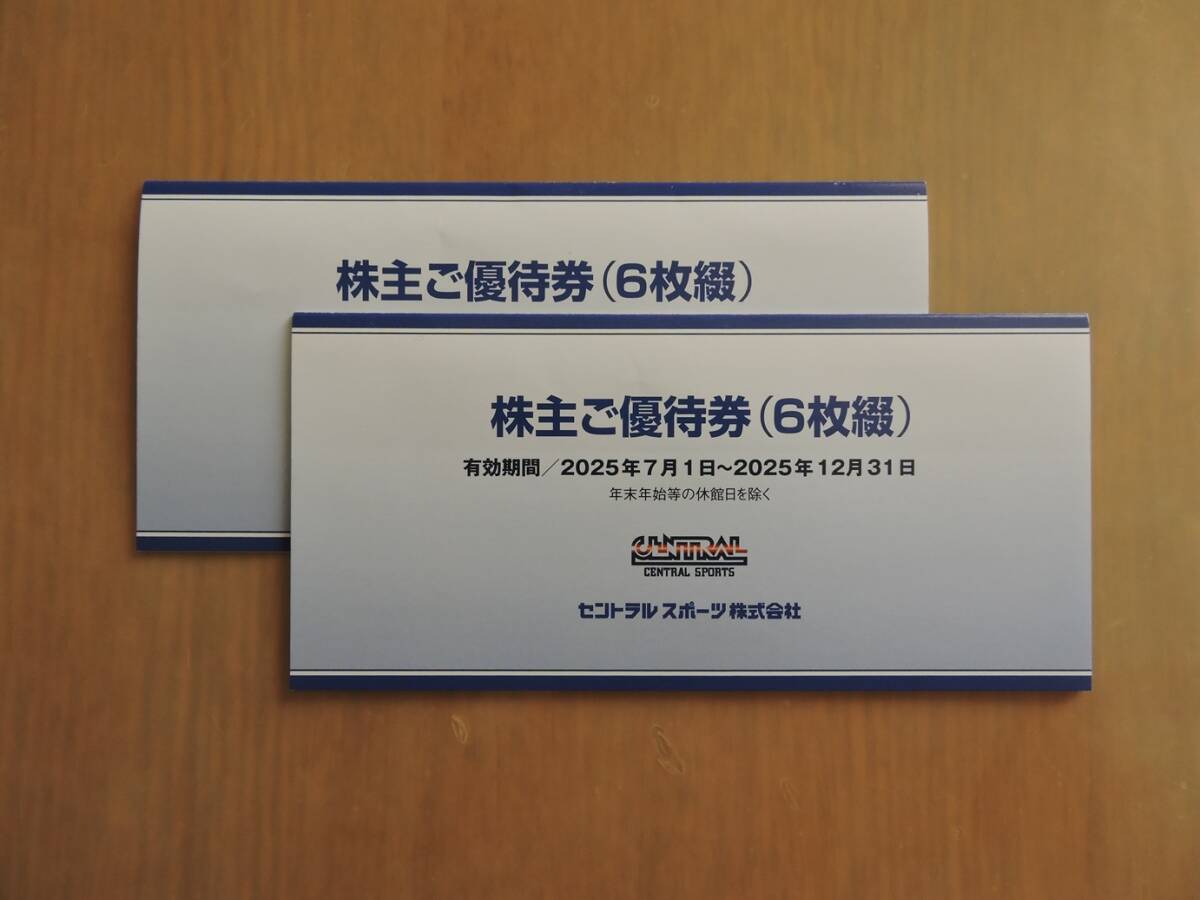 株主ご優待券(6枚綴)
株主ご優待券(6枚綴)
有効期間/2025年7月1日~2025年12月31日
年末年始等の休館日を除く
CENTRAL
CENTRAL SPORTS
セントラルスポーツ株式会社